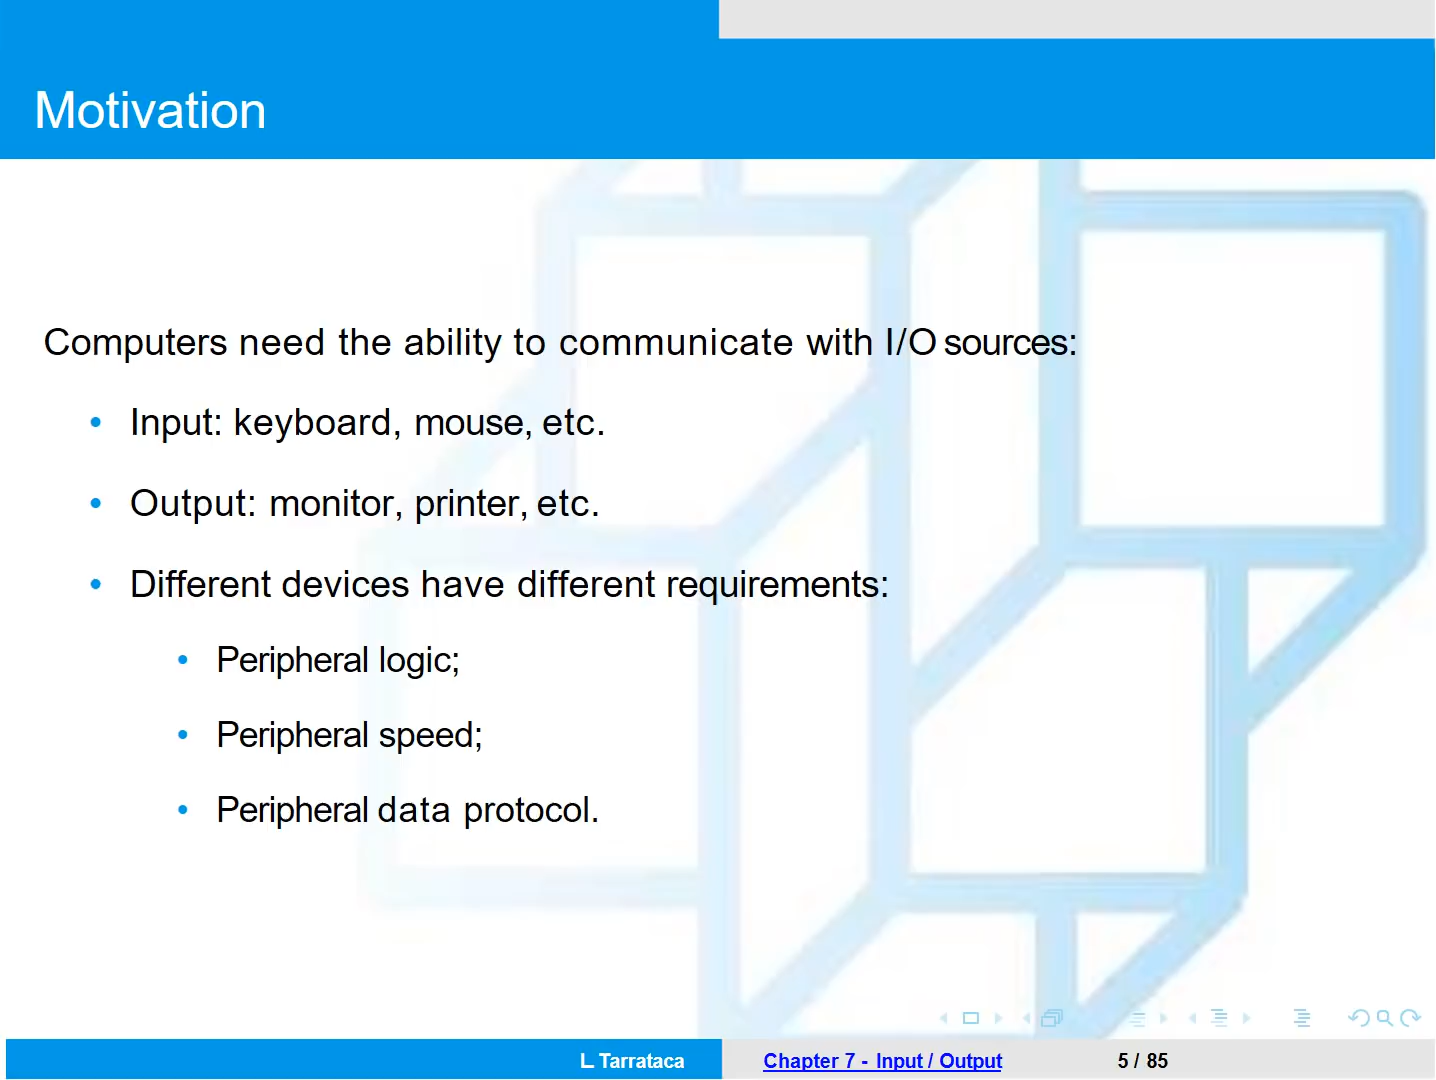 Motivation
Computers need the ability to communicate with I/O sources:
• Input: keyboard, mouse, etc.
• Output: monitor, printer, etc.
• Different devices have different requirements:
• Peripheral logic;
• Peripheral speed;
• Peripheral data protocol.
L Tarrataca Chapter 7 - Input / Output 5 / 85